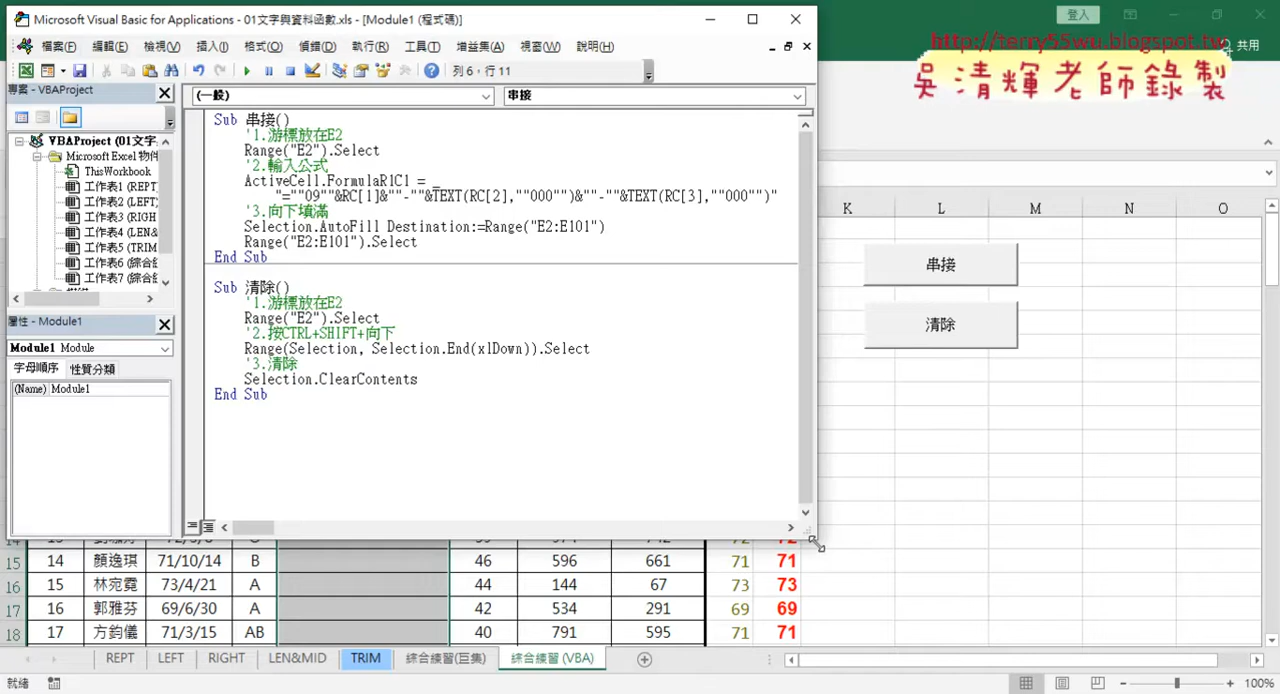 Microsoft Visual Basic for Applications - 01文字與資料函數.xls - [Module1 (程式碼)]
登入
http://terry55wu.blogspot.tw
共用
吳清輝老師錄製
檔案(F) 編輯(E) 檢視(V) 插入(I) 格式(O) 偵錯(D) 執行(R) 工具(T) 增益集(A) 視窗(W) 說明(H)
列 6，行 11
專案 - VBAProject
(一般)
串接
VBAProject (01文字
Microsoft Excel 物件
ThisWorkbook
工作表1 (REPT
工作表2 (LEFT)
工作表3 (RIGH
工作表4 (LEN&
工作表5 (TRIM
工作表6 (綜合
工作表7 (綜合
Sub 串接()
'1.游標放在E2
Range("E2").Select
'2.輸入公式
ActiveCell.FormulaR1C1 = _
"=""09""&RC[1]&""-""&TEXT(RC[2],""000"")&""-""&TEXT(RC[3],""000"")"
'3.向下填滿
Selection.AutoFill Destination:=Range("E2:E101")
Range("E2:E101").Select
End Sub
Sub 清除()
'1.游標放在E2
Range("E2").Select
'2.按CTRL+SHIFT+向下
Range(Selection, Selection.End(xlDown)).Select
'3.清除
Selection.ClearContents
End Sub
屬性 - Module1
Module1 Module
字母順序 性質分類
(Name) Module1
K L M N O
串接
清除
15 14 顏逸琪 71/10/14 B 46 596 661 71 71
16 15 林宛霓 73/4/21 A 44 144 67 73 73
17 16 郭雅芬 69/6/30 A 42 534 291 69 69
18 17 方鈞儀 71/3/15 AB 40 791 595 71 71
REPT LEFT RIGHT LEN&MID TRIM 綜合練習(巨集) 綜合練習 (VBA)
就緒
100%